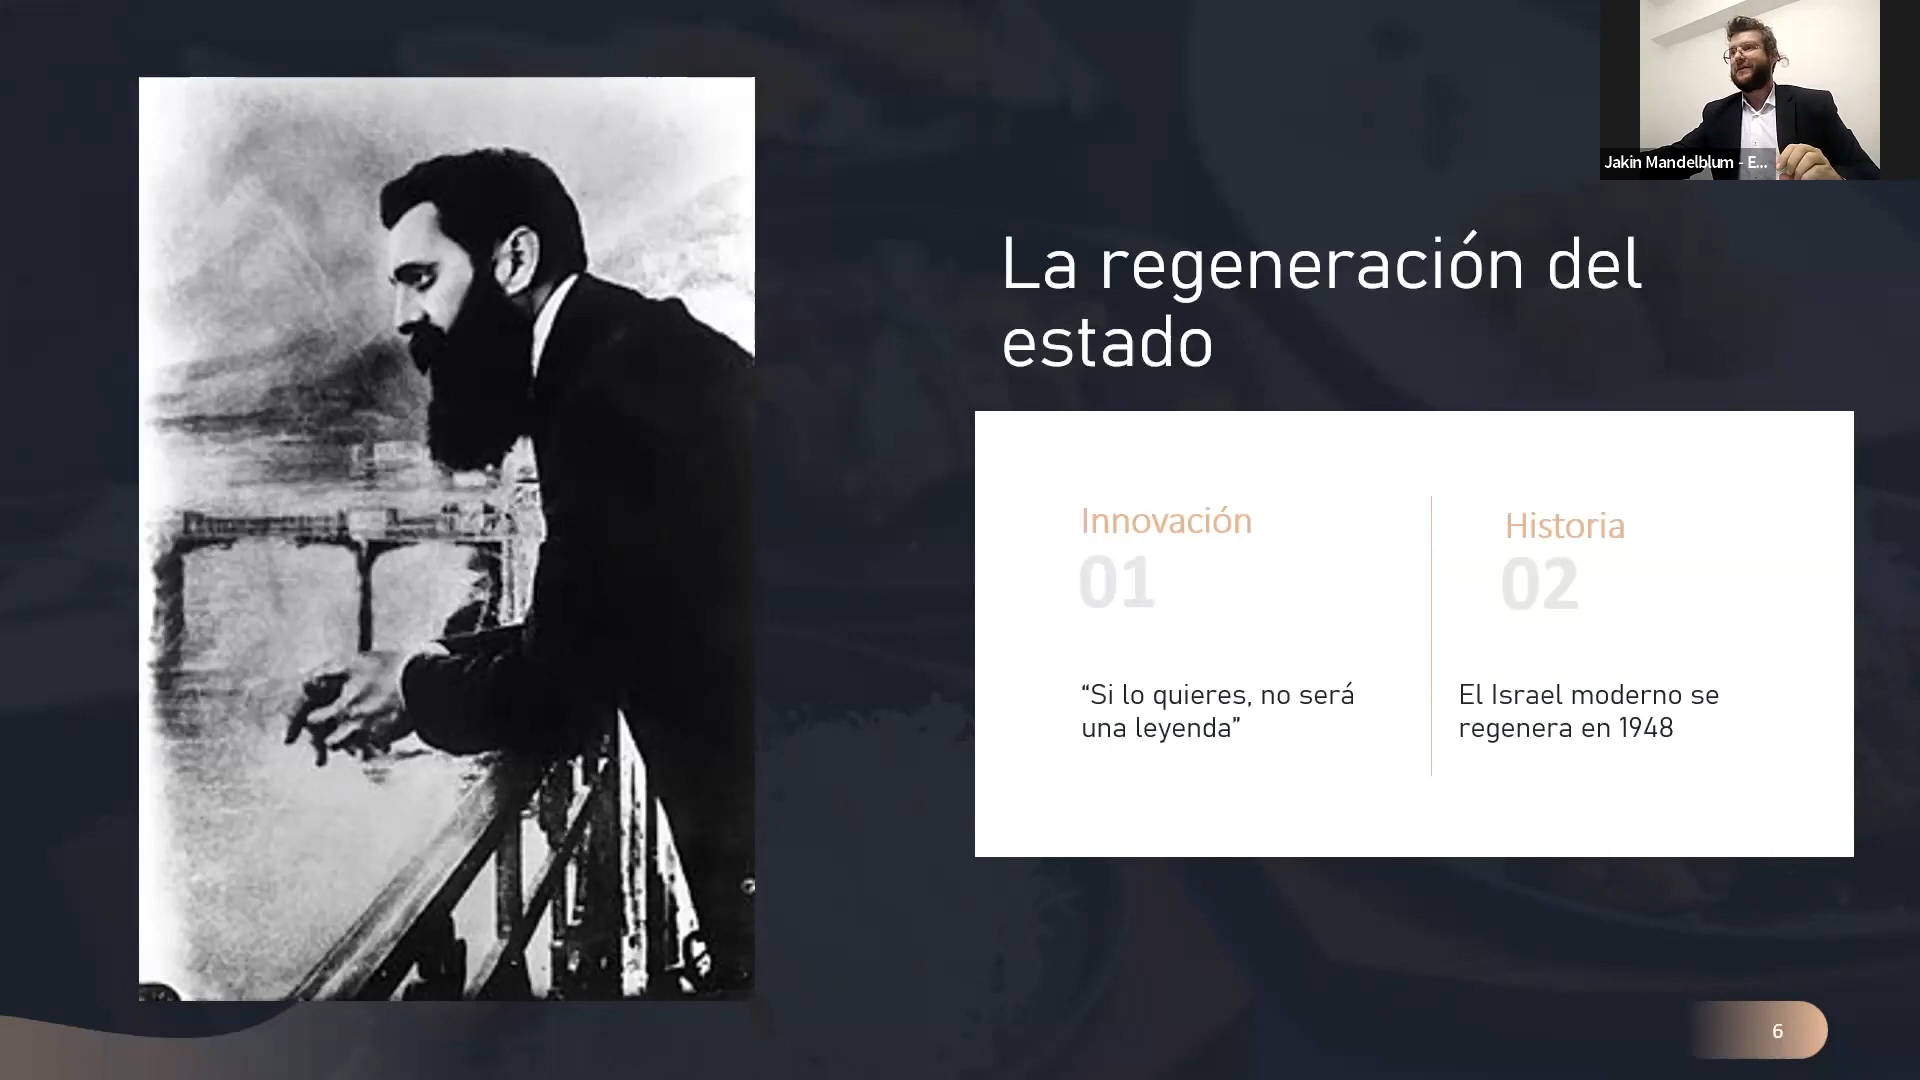 Jakin Mandelblum - E...
La regeneración del
estado
Innovación
01
“Si lo quieres, no será
una leyenda”
Historia
02
El Israel moderno se
regenera en 1948
6